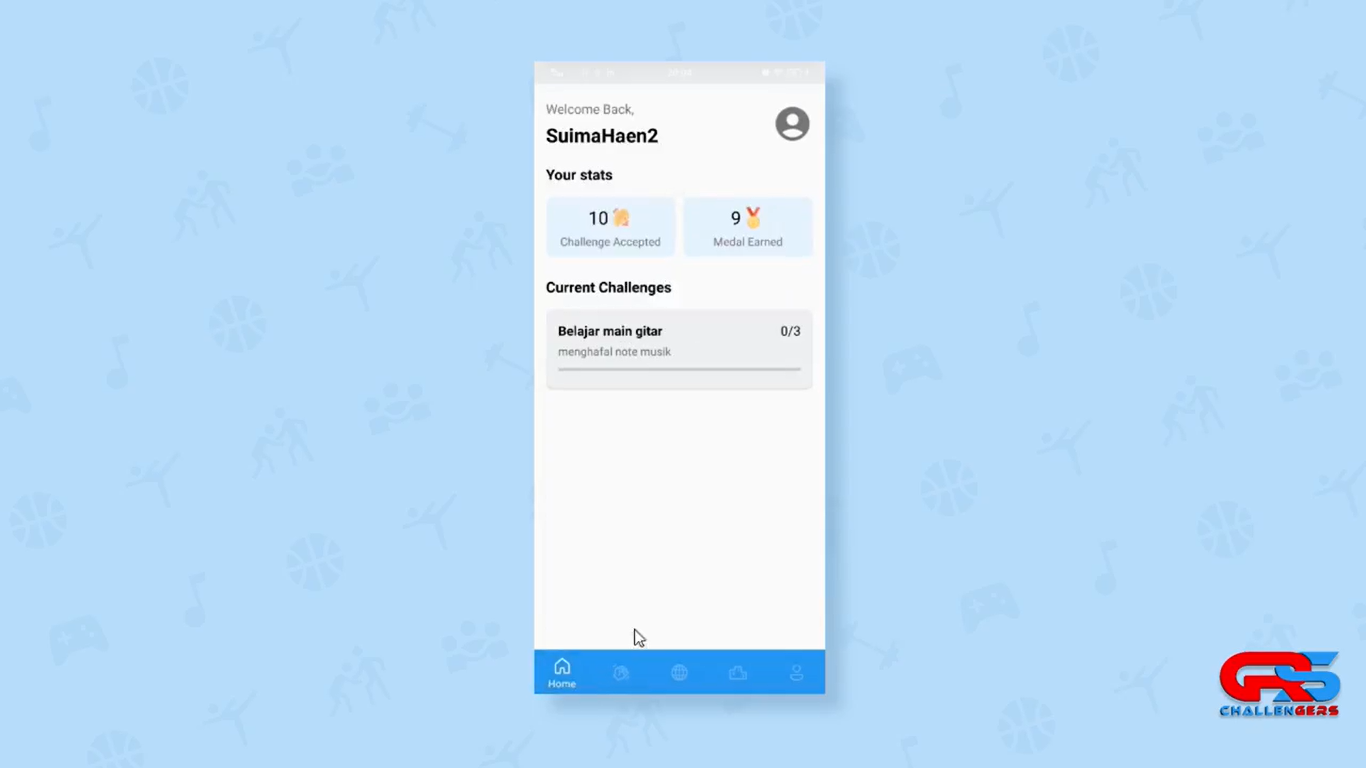 Welcome Back,
SuimaHaen2
Your stats
10
Challenge Accepted
9
Medal Earned
Current Challenges
Belajar main gitar
0/3
menghafal note musik
Home
GRS
CHALLENGERS